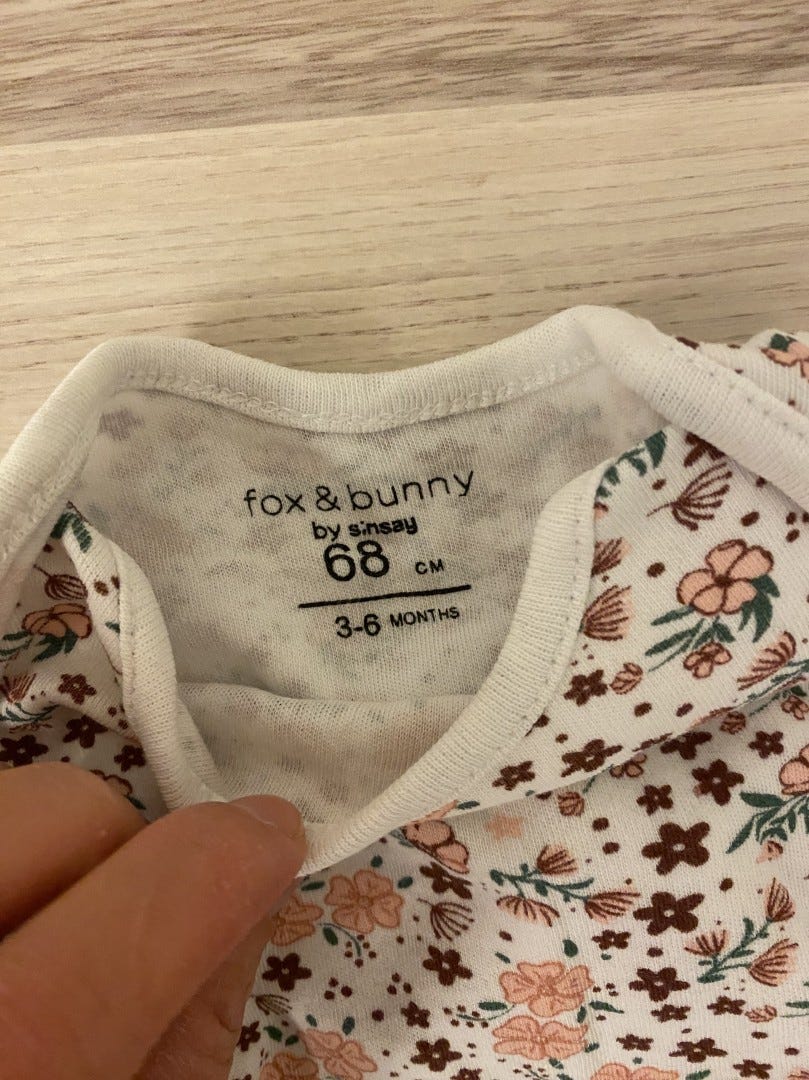 fox & bunny
by sinsay
68 CM
3-6 MONTHS